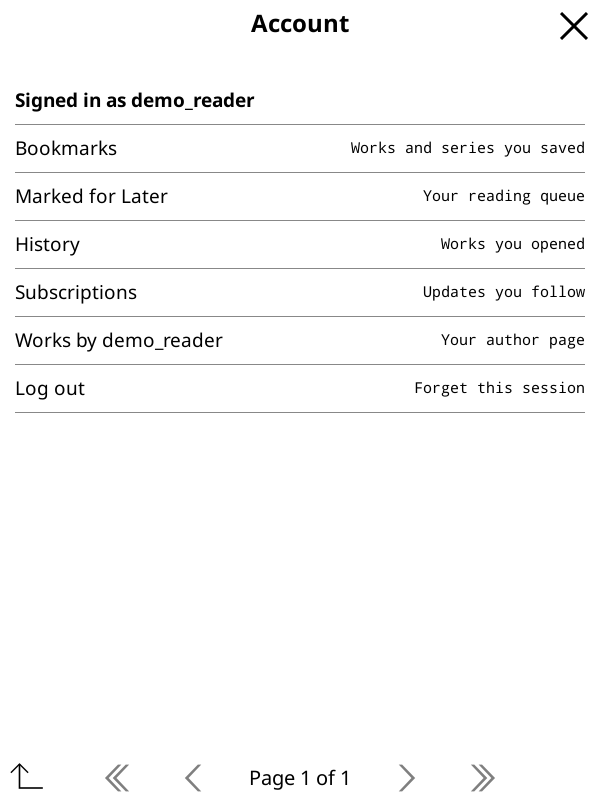 Account
Signed in as demo_reader
Bookmarks Works and series you saved
Marked for Later Your reading queue
History Works you opened
Subscriptions Updates you follow
Works by demo_reader Your author page
Log out Forget this session
Page 1 of 1